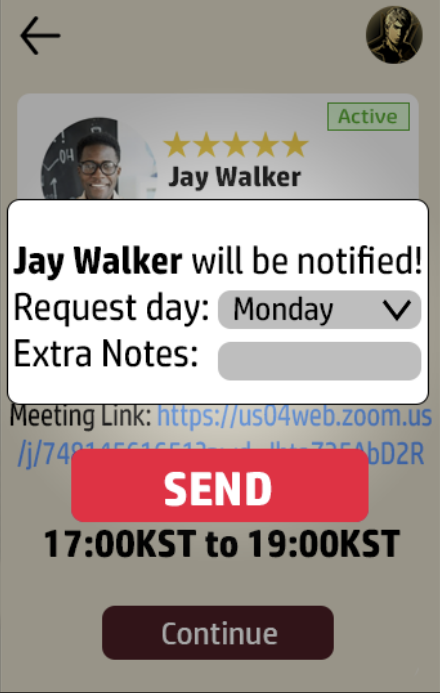 Active
Jay Walker
Jay Walker will be notified!
Request day: Monday
Extra Notes:
Meeting Link: https://us04web.zoom.us
SEND
17:00KST to 19:00KST
Continue